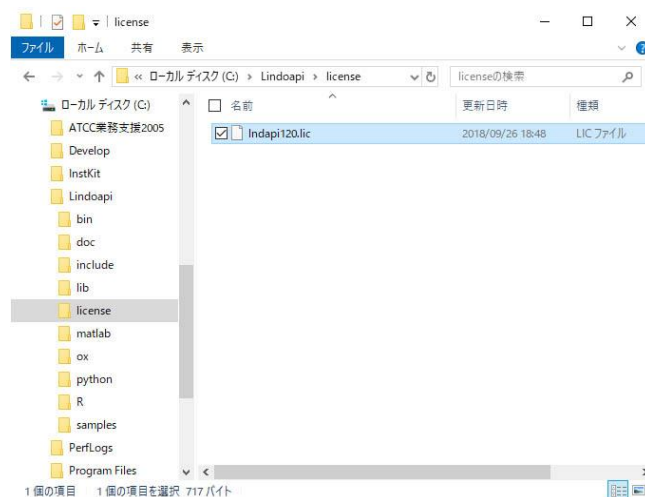 license
ファイル ホーム 共有 表示
« ローカル ディスク (C:) › Lindoapi › license licenseの検索
ローカル ディスク (C:)
ATCC業務支援2005
Develop
InstKit
Lindoapi
bin
doc
include
lib
license
matlab
ox
python
R
samples
PerfLogs
Program Files
名前 更新日時 種類
lndapi120.lic 2018/09/26 18:48 LIC ファイル
1 個の項目 1 個の項目を選択 717 バイト